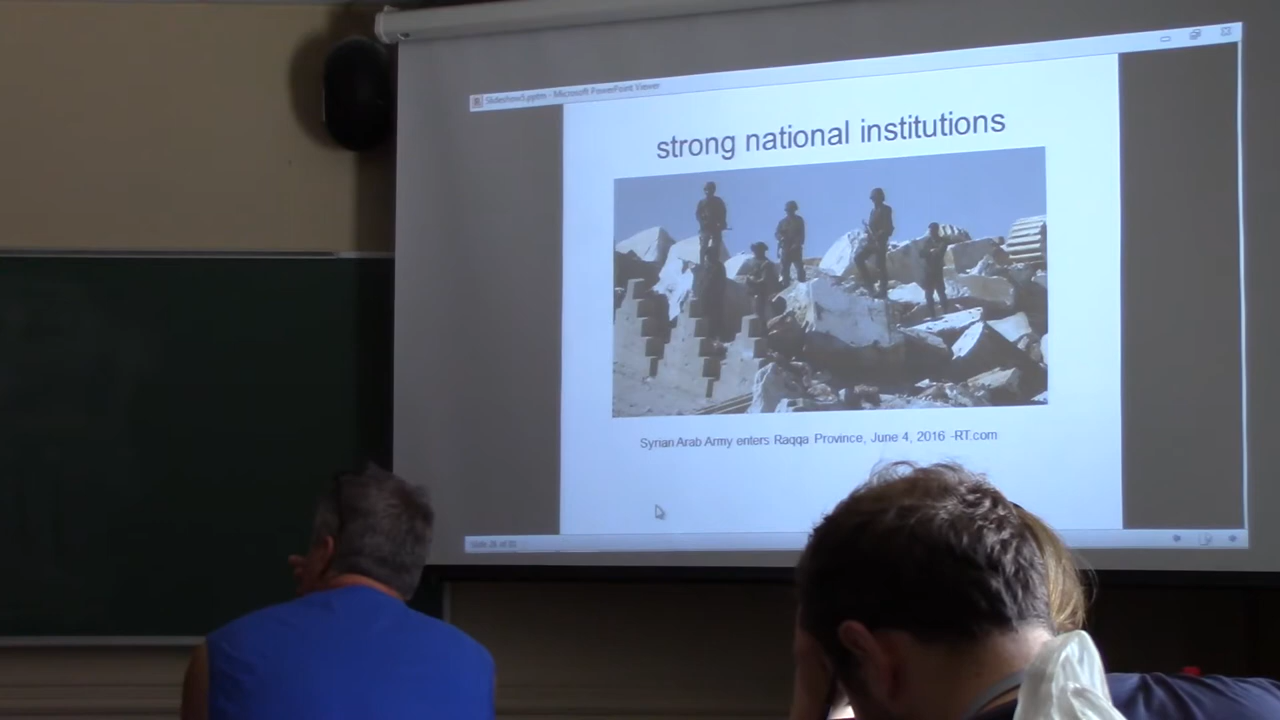 Slideshow5.pptm - Microsoft PowerPoint Viewer
strong national institutions
Syrian Arab Army enters Raqqa Province, June 4, 2016 -RT.com